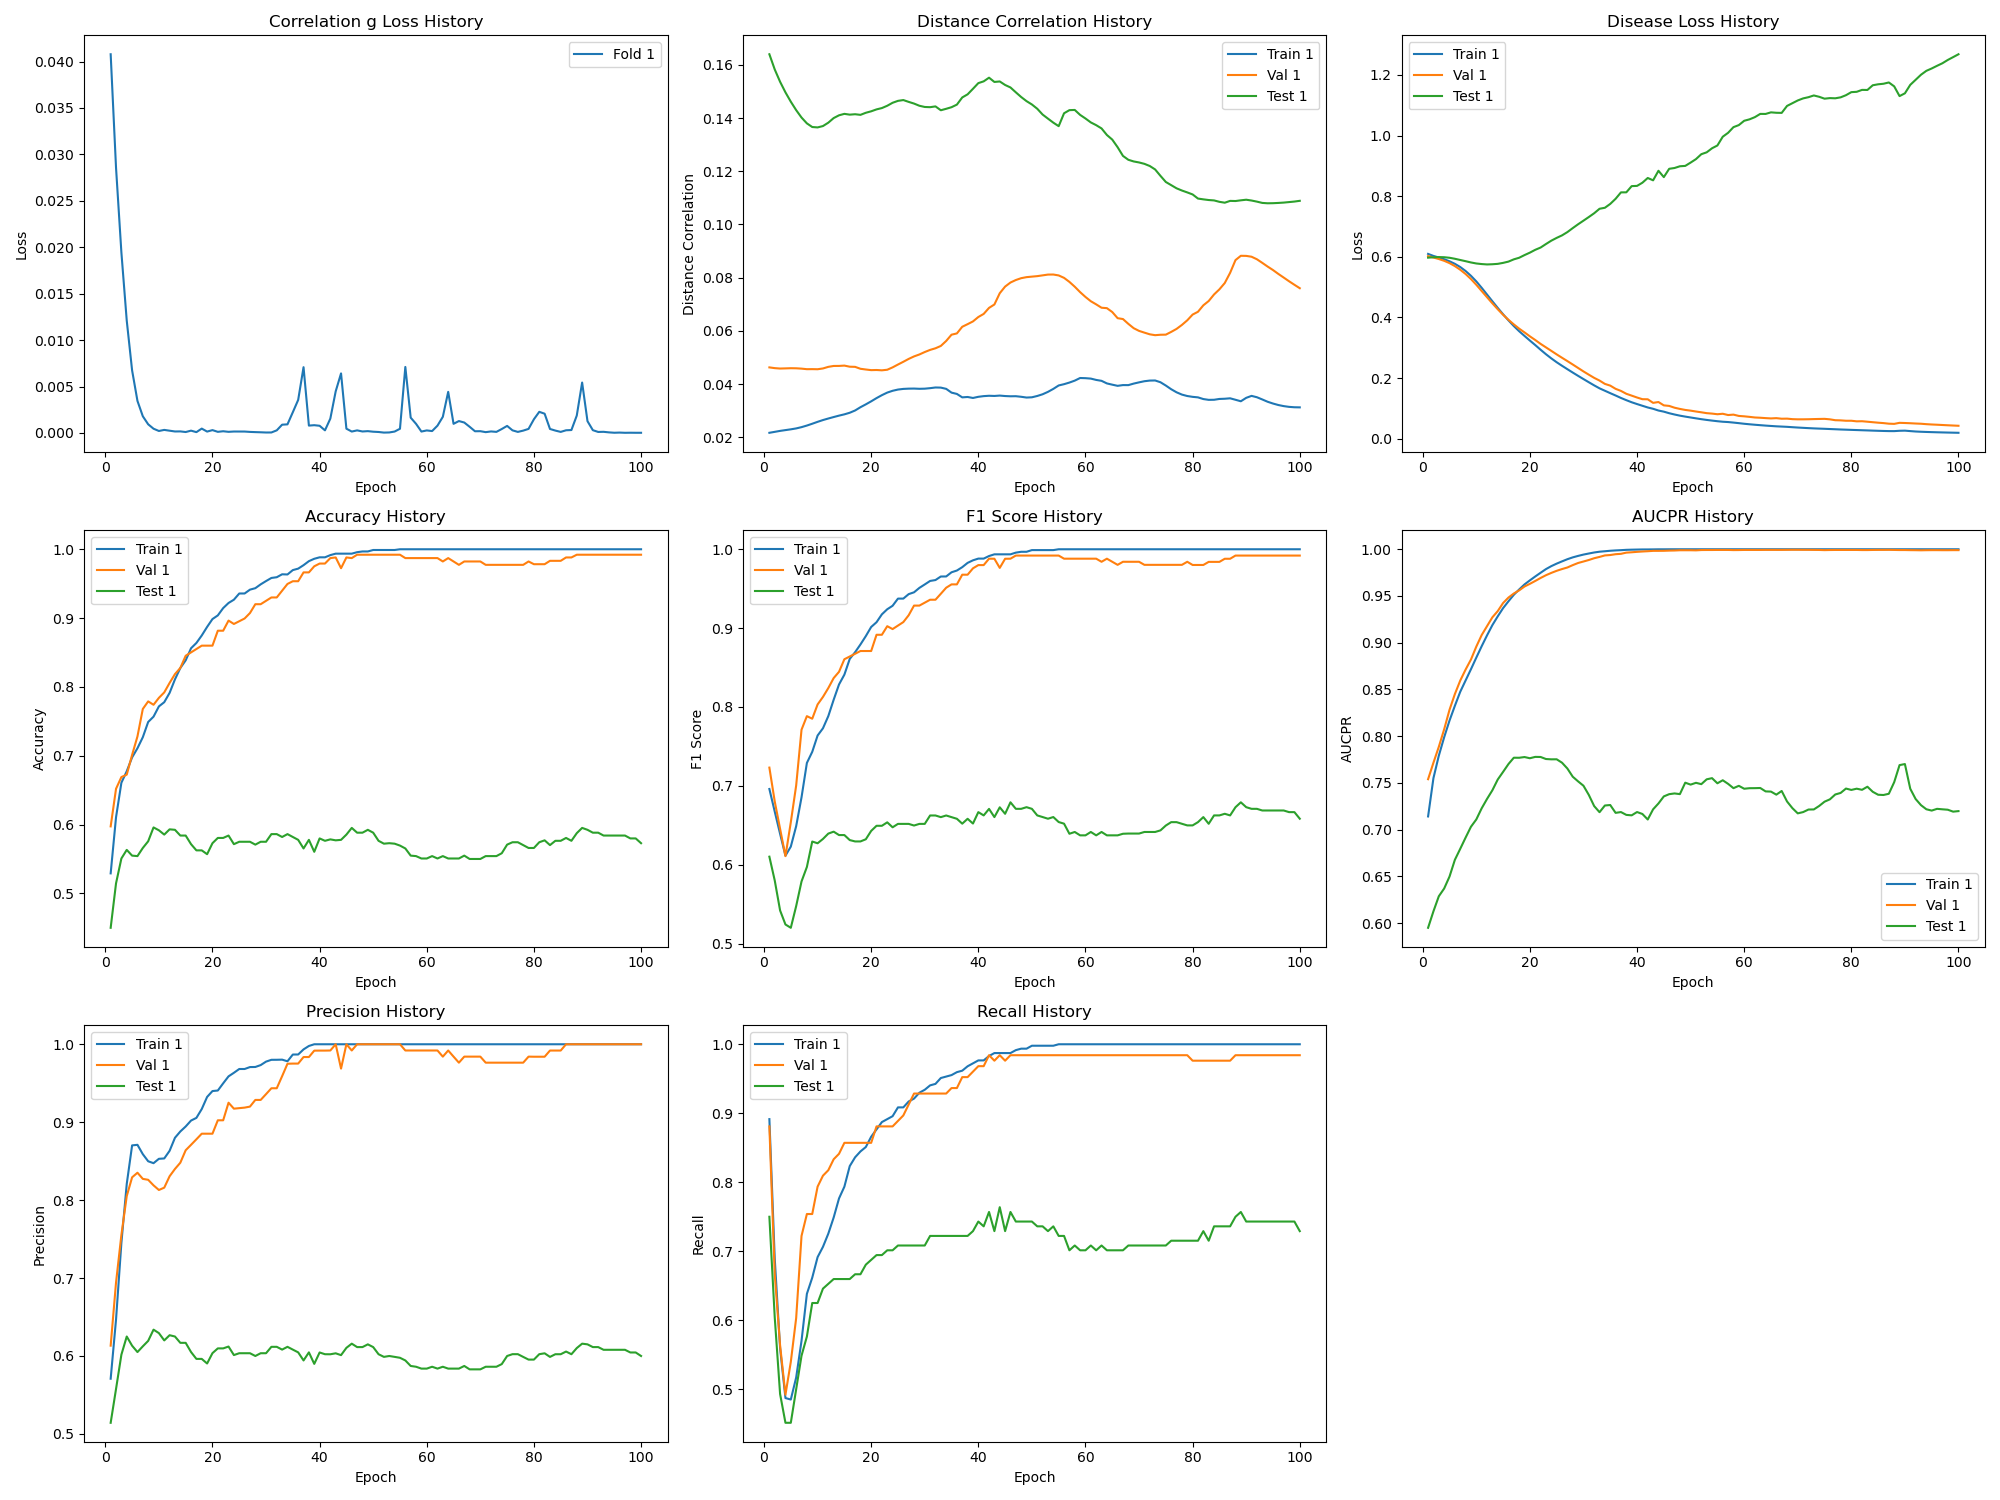 Correlation g Loss History
Fold 1
0.040
0.035
0.030
0.025
0.020
0.015
0.010
0.005
0.000
Loss
0 20 40 60 80 100
Epoch
Distance Correlation History
Train 1
Val 1
Test 1
0.16
0.14
0.12
0.10
0.08
0.06
0.04
0.02
Distance Correlation
0 20 40 60 80 100
Epoch
Disease Loss History
Train 1
Val 1
Test 1
1.2
1.0
0.8
0.6
0.4
0.2
0.0
Loss
0 20 40 60 80 100
Epoch
Accuracy History
Train 1
Val 1
Test 1
1.0
0.9
0.8
0.7
0.6
0.5
Accuracy
0 20 40 60 80 100
Epoch
F1 Score History
Train 1
Val 1
Test 1
1.0
0.9
0.8
0.7
0.6
0.5
F1 Score
0 20 40 60 80 100
Epoch
AUCPR History
1.00
0.95
0.90
0.85
0.80
0.75
0.70
0.65
0.60
AUCPR
Train 1
Val 1
Test 1
0 20 40 60 80 100
Epoch
Precision History
Train 1
Val 1
Test 1
1.0
0.9
0.8
0.7
0.6
0.5
Precision
0 20 40 60 80 100
Epoch
Recall History
Train 1
Val 1
Test 1
1.0
0.9
0.8
0.7
0.6
0.5
Recall
0 20 40 60 80 100
Epoch